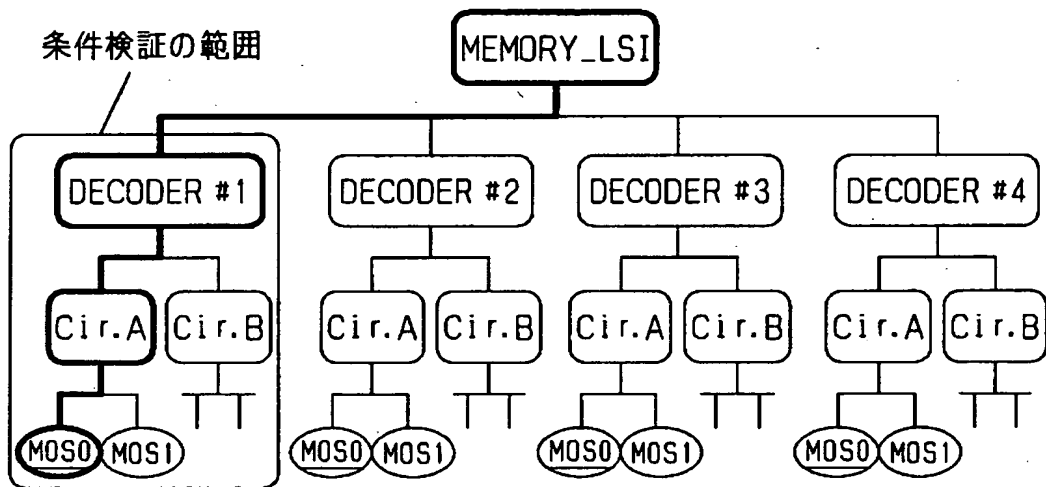 条件検証の範囲
MEMORY_LSI
DECODER #1
DECODER #2
DECODER #3
DECODER #4
Cir.A
Cir.B
Cir.A
Cir.B
Cir.A
Cir.B
Cir.A
Cir.B
MOS0
MOS1
MOS0
MOS1
MOS0
MOS1
MOS0
MOS1